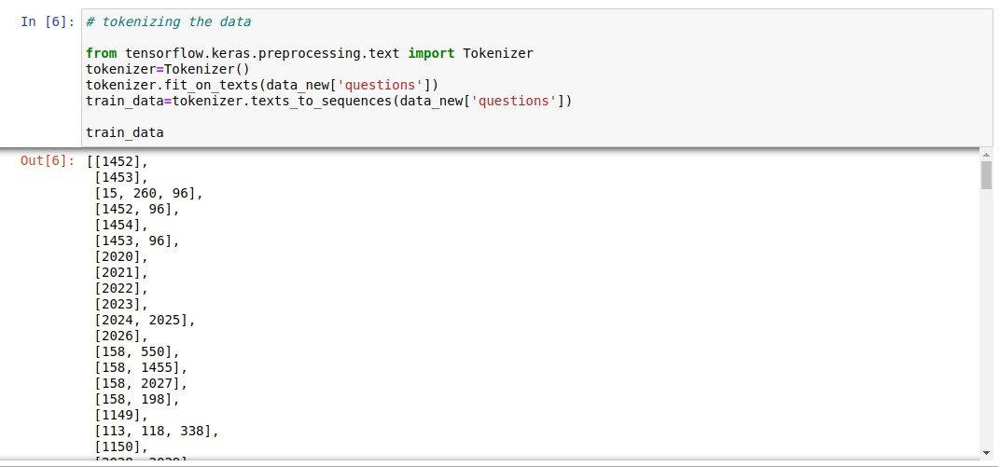 In [6]: # tokenizing the data
from tensorflow.keras.preprocessing.text import Tokenizer
tokenizer=Tokenizer()
tokenizer.fit_on_texts(data_new['questions'])
train_data=tokenizer.texts_to_sequences(data_new['questions'])
train_data
Out[6]: [[1452],
[1453],
[15, 260, 96],
[1452, 96],
[1454],
[1453, 96],
[2020],
[2021],
[2022],
[2023],
[2024, 2025],
[2026],
[158, 550],
[158, 1455],
[158, 2027],
[158, 198],
[1149],
[113, 118, 338],
[1150],